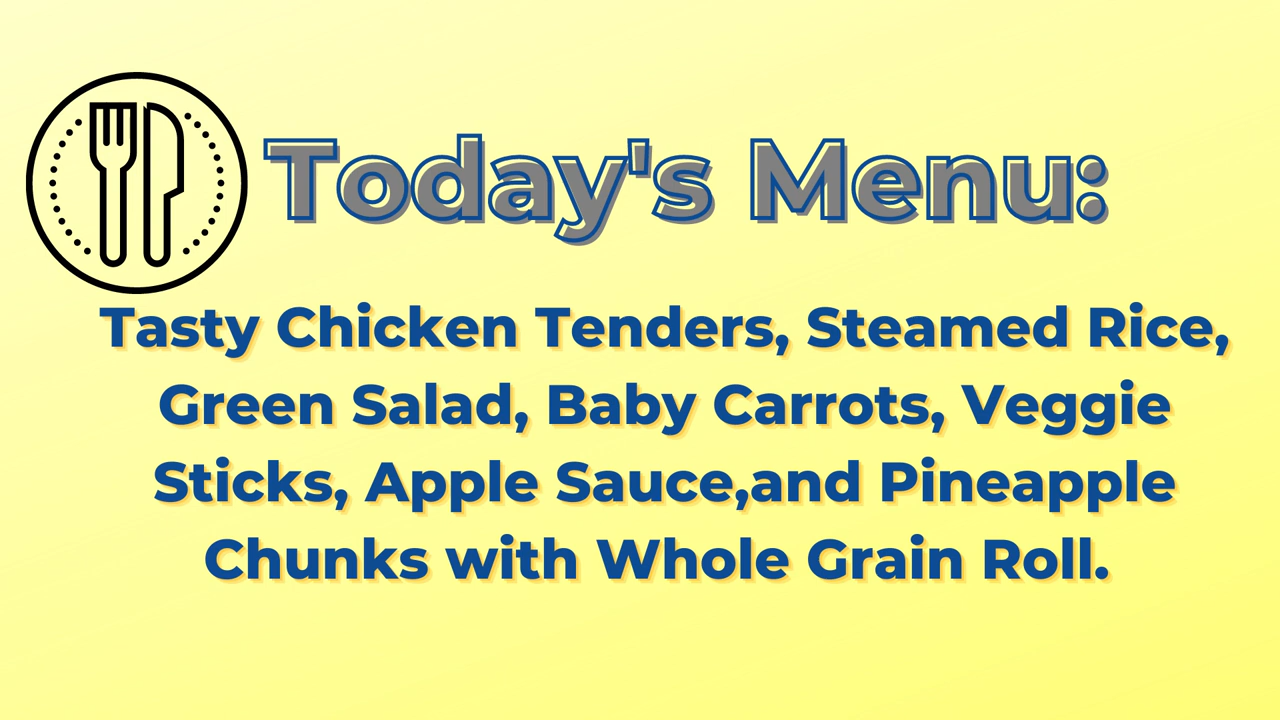 Today's Menu:
Tasty Chicken Tenders, Steamed Rice,
Green Salad, Baby Carrots, Veggie
Sticks, Apple Sauce,and Pineapple
Chunks with Whole Grain Roll.